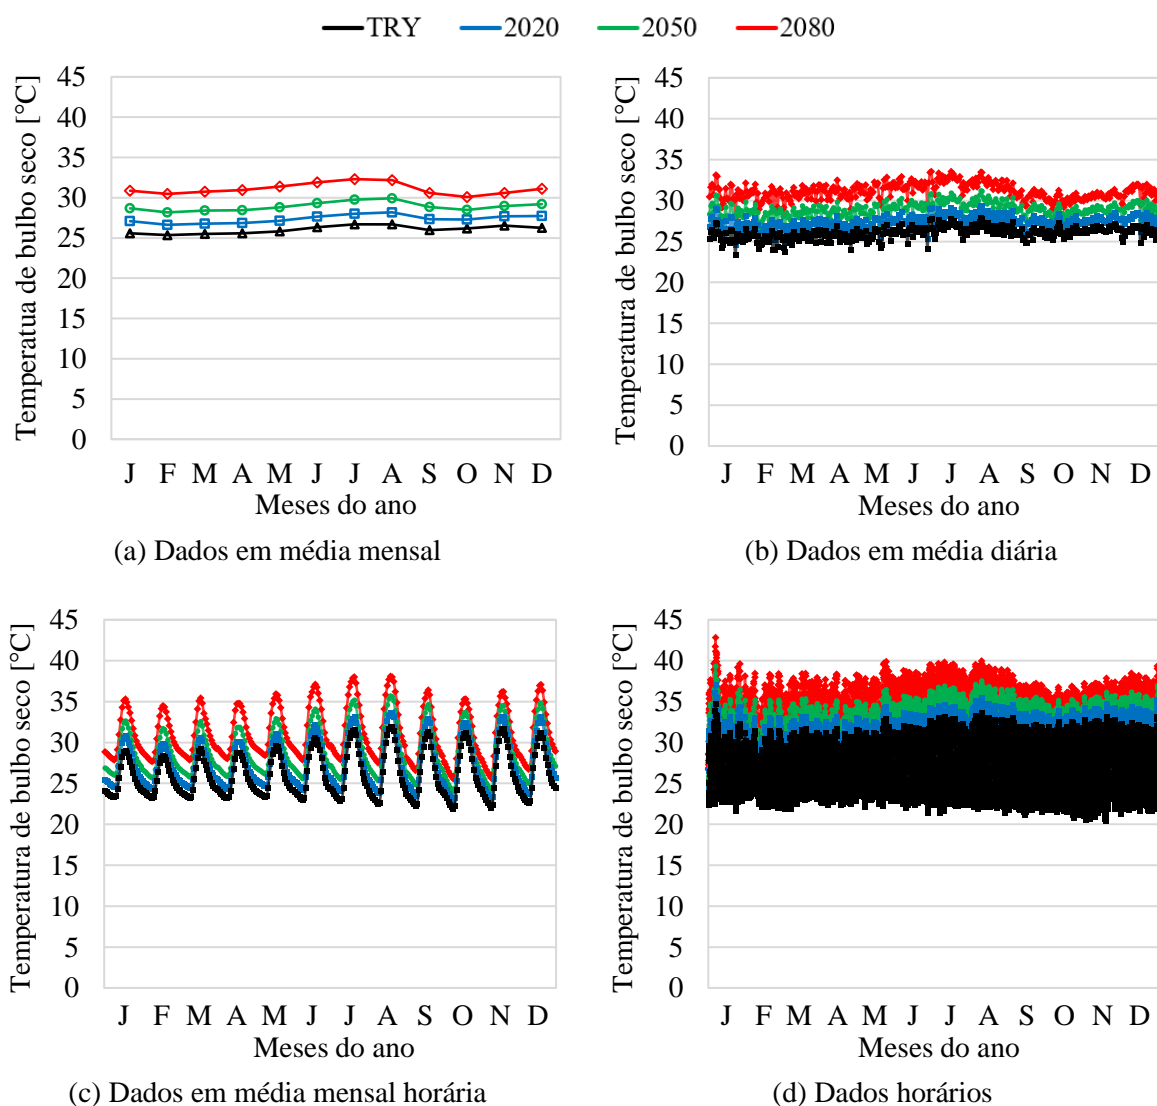 TRY 2020 2050 2080
Temperatua de bulbo seco [°C]
45
40
35
30
25
20
15
10
5
0
J F M A M J J A S O N D
Meses do ano
(a) Dados em média mensal
Temperatura de bulbo seco [°C]
45
40
35
30
25
20
15
10
5
0
J F M A M J J A S O N D
Meses do ano
(b) Dados em média diária
Temperatura de bulbo seco [°C]
45
40
35
30
25
20
15
10
5
0
J F M A M J J A S O N D
Meses do ano
(c) Dados em média mensal horária
Temperatura de bulbo seco [°C]
45
40
35
30
25
20
15
10
5
0
J F M A M J J A S O N D
Meses do ano
(d) Dados horários